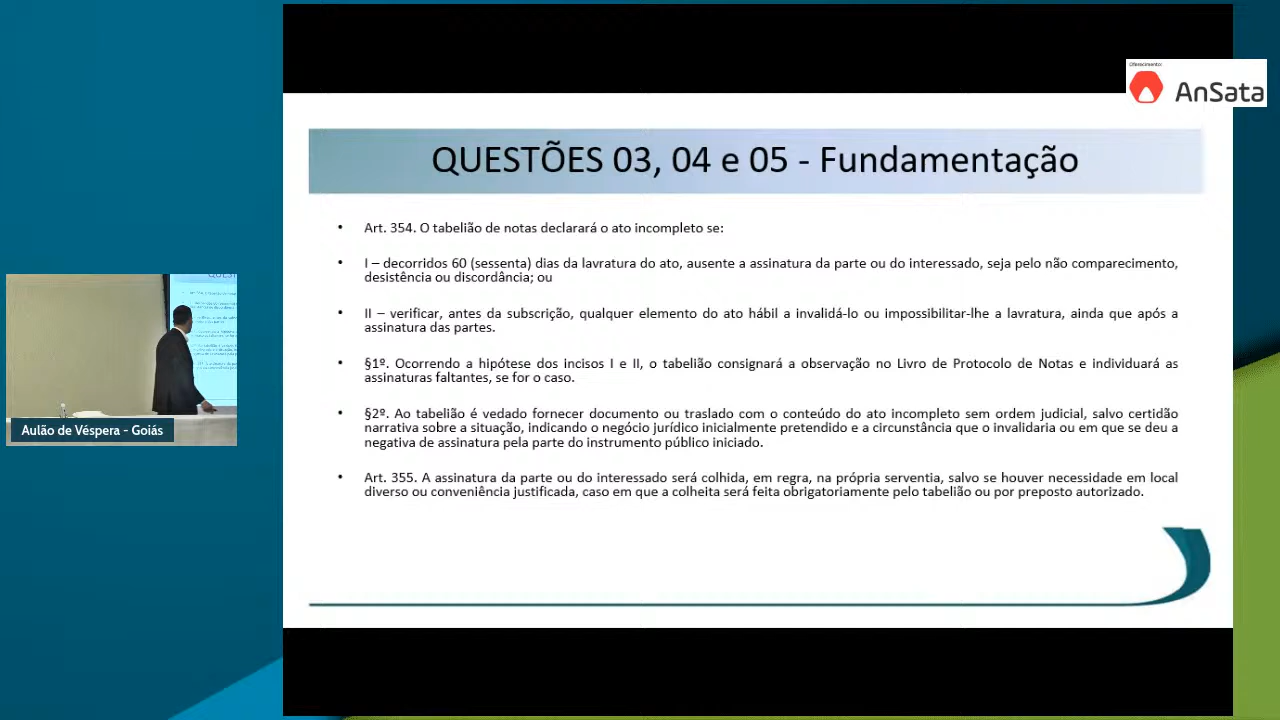 Oferecimento:
AnSata
QUESTÕES 03, 04 e 05 - Fundamentação
• Art. 354. O tabelião de notas declarará o ato incompleto se:
• I – decorridos 60 (sessenta) dias da lavratura do ato, ausente a assinatura da parte ou do interessado, seja pelo não comparecimento,
desistência ou discordância; ou
• II – verificar, antes da subscrição, qualquer elemento do ato hábil a invalidá-lo ou impossibilitar-lhe a lavratura, ainda que após a
assinatura das partes.
• §1º. Ocorrendo a hipótese dos incisos I e II, o tabelião consignará a observação no Livro de Protocolo de Notas e individuará as
assinaturas faltantes, se for o caso.
• §2º. Ao tabelião é vedado fornecer documento ou traslado com o conteúdo do ato incompleto sem ordem judicial, salvo certidão
narrativa sobre a situação, indicando o negócio jurídico inicialmente pretendido e a circunstância que o invalidaria ou em que se deu a
negativa de assinatura pela parte do instrumento público iniciado.
• Art. 355. A assinatura da parte ou do interessado será colhida, em regra, na própria serventia, salvo se houver necessidade em local
diverso ou conveniência justificada, caso em que a colheita será feita obrigatoriamente pelo tabelião ou por preposto autorizado.
Aulão de Véspera - Goiás